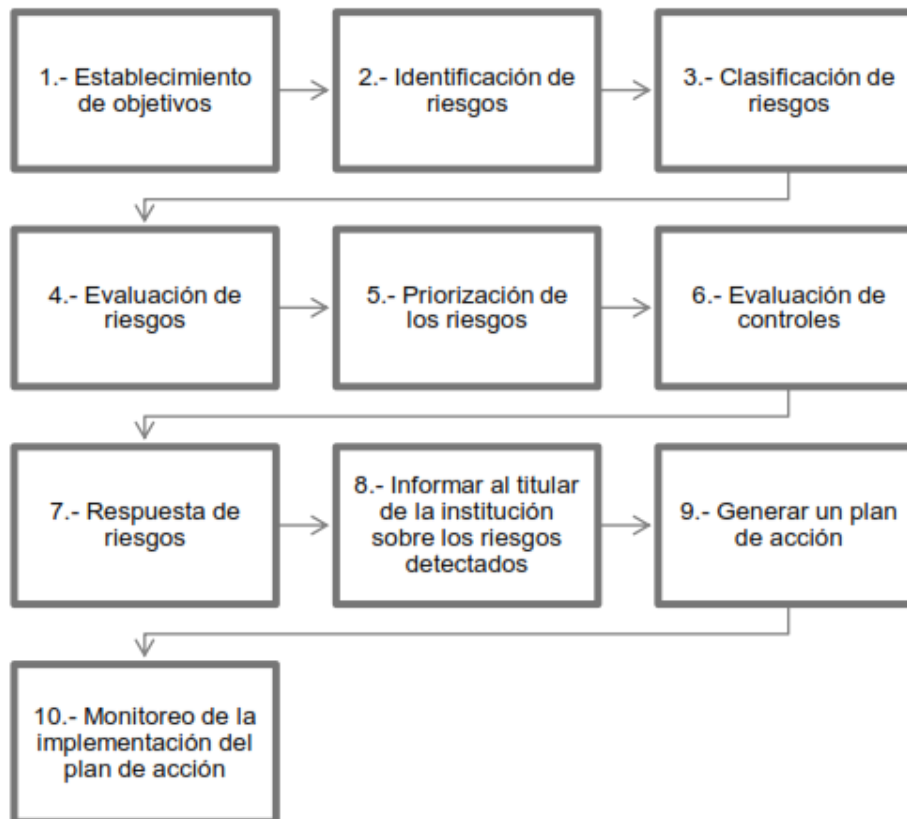 1.- Establecimiento
de objetivos
2.- Identificación de
riesgos
3.- Clasificación de
riesgos
4.- Evaluación de
riesgos
5.- Priorización de
los riesgos
6.- Evaluación de
controles
7.- Respuesta de
riesgos
8.- Informar al titular
de la institución
sobre los riesgos
detectados
9.- Generar un plan
de acción
10.- Monitoreo de la
implementación del
plan de acción